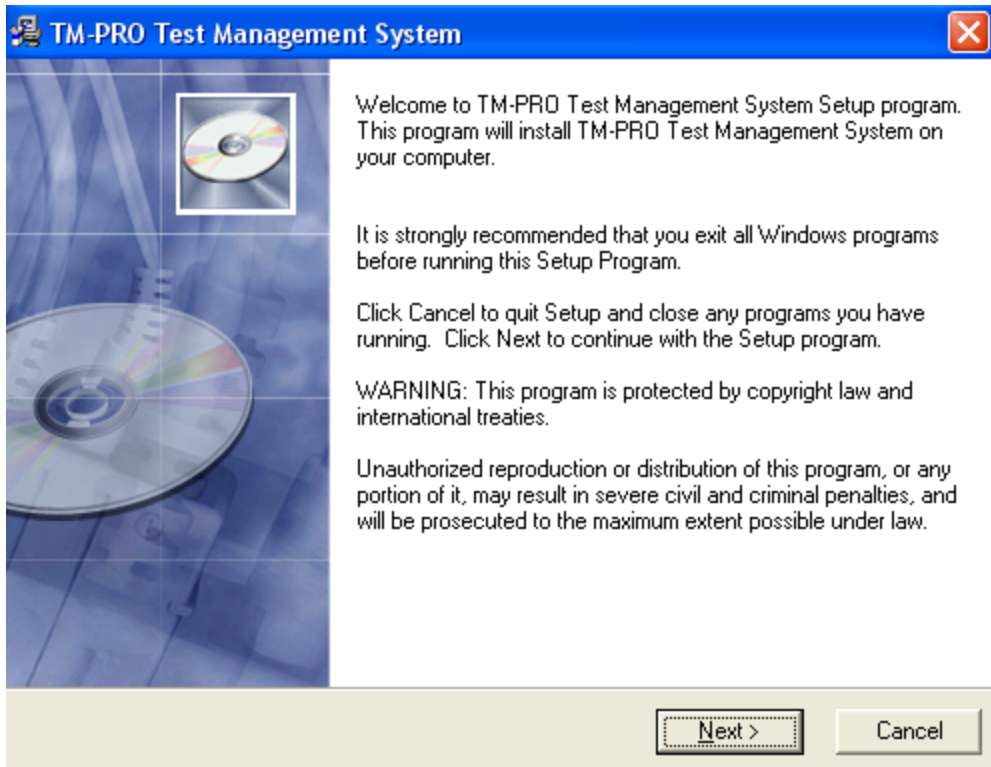 TM-PRO Test Management System
Welcome to TM-PRO Test Management System Setup program.
This program will install TM-PRO Test Management System on
your computer.
It is strongly recommended that you exit all Windows programs
before running this Setup Program.
Click Cancel to quit Setup and close any programs you have
running.  Click Next to continue with the Setup program.
WARNING: This program is protected by copyright law and
international treaties.
Unauthorized reproduction or distribution of this program, or any
portion of it, may result in severe civil and criminal penalties, and
will be prosecuted to the maximum extent possible under law.
Next > Cancel